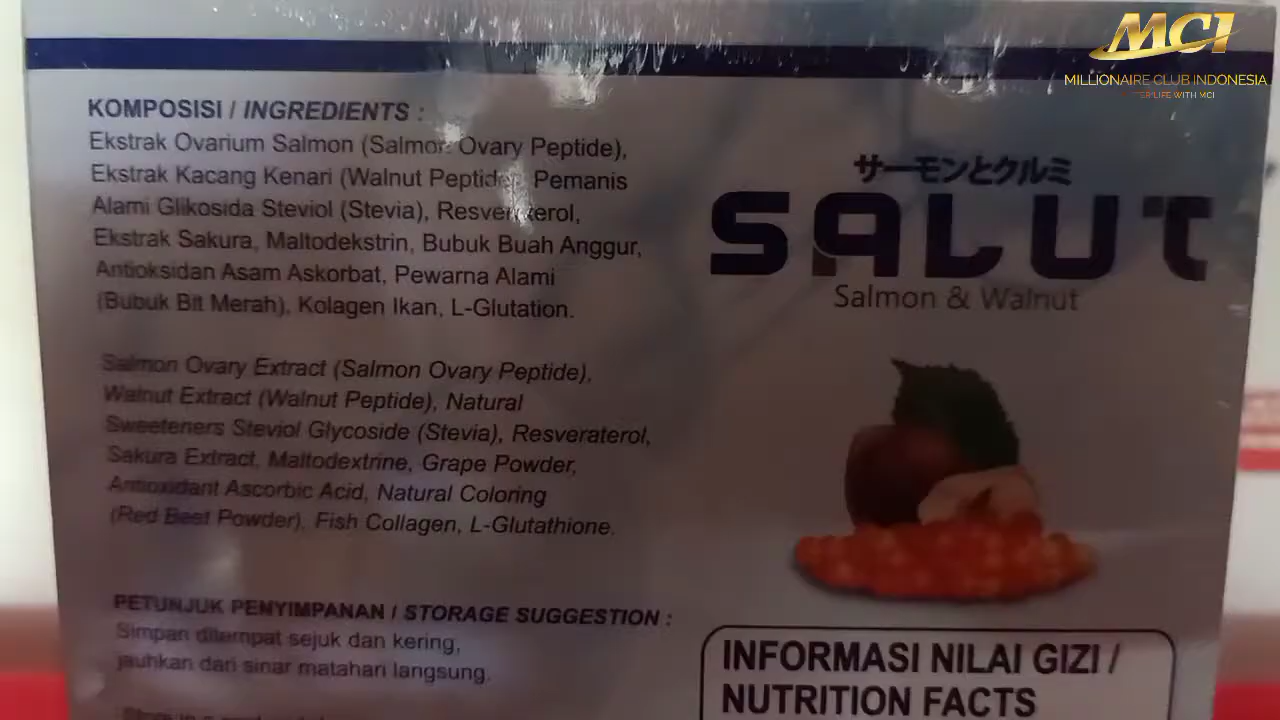 MCI
MILLIONAIRE CLUB INDONESIA
LIFE WITH MCI
KOMPOSISI / INGREDIENTS :
Ekstrak Ovarium Salmon (Salmon Ovary Peptide),
Ekstrak Kacang Kenari (Walnut Peptide), Pemanis
Alami Glikosida Steviol (Stevia), Resveraterol,
Ekstrak Sakura, Maltodekstrin, Bubuk Buah Anggur,
Antioksidan Asam Askorbat, Pewarna Alami
(Bubuk Bit Merah), Kolagen Ikan, L-Glutation.
Salmon Ovary Extract (Salmon Ovary Peptide),
Walnut Extract (Walnut Peptide), Natural
Sweeteners Steviol Glycoside (Stevia), Resveraterol,
Sakura Extract, Maltodextrine, Grape Powder,
Antioxidant Ascorbic Acid, Natural Coloring
(Red Beet Powder), Fish Collagen, L-Glutathione.
PETUNJUK PENYIMPANAN / STORAGE SUGGESTION :
Simpan ditempat sejuk dan kering,
jauhkan dari sinar matahari langsung.
サーモンとクルミ
SALUT
Salmon & Walnut
INFORMASI NILAI GIZI /
NUTRITION FACTS